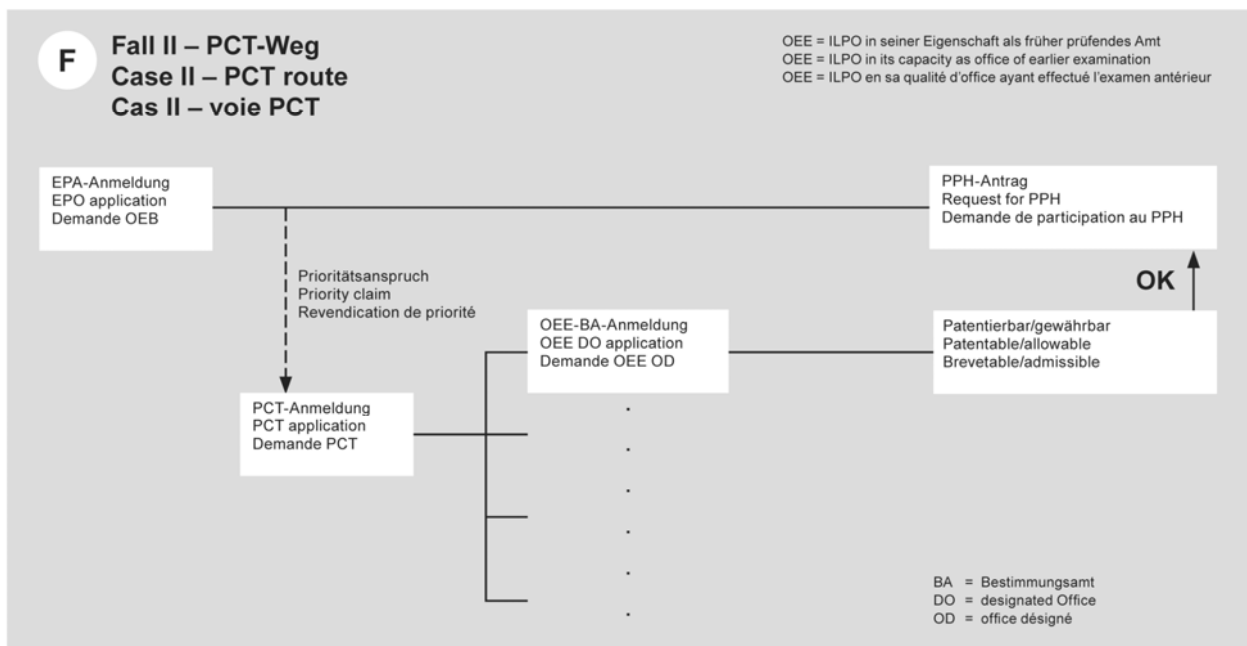 F
Fall II – PCT-Weg
Case II – PCT route
Cas II – voie PCT
OEE = ILPO in seiner Eigenschaft als früher prüfendes Amt
OEE = ILPO in its capacity as office of earlier examination
OEE = ILPO en sa qualité d'office ayant effectué l'examen antérieur
EPA-Anmeldung
EPO application
Demande OEB
PPH-Antrag
Request for PPH
Demande de participation au PPH
Prioritätsanspruch
Priority claim
Revendication de priorité
OK
OEE-BA-Anmeldung
OEE DO application
Demande OEE OD
Patentierbar/gewährbar
Patentable/allowable
Brevetable/admissible
PCT-Anmeldung
PCT application
Demande PCT
BA = Bestimmungsamt
DO = designated Office
OD = office désigné